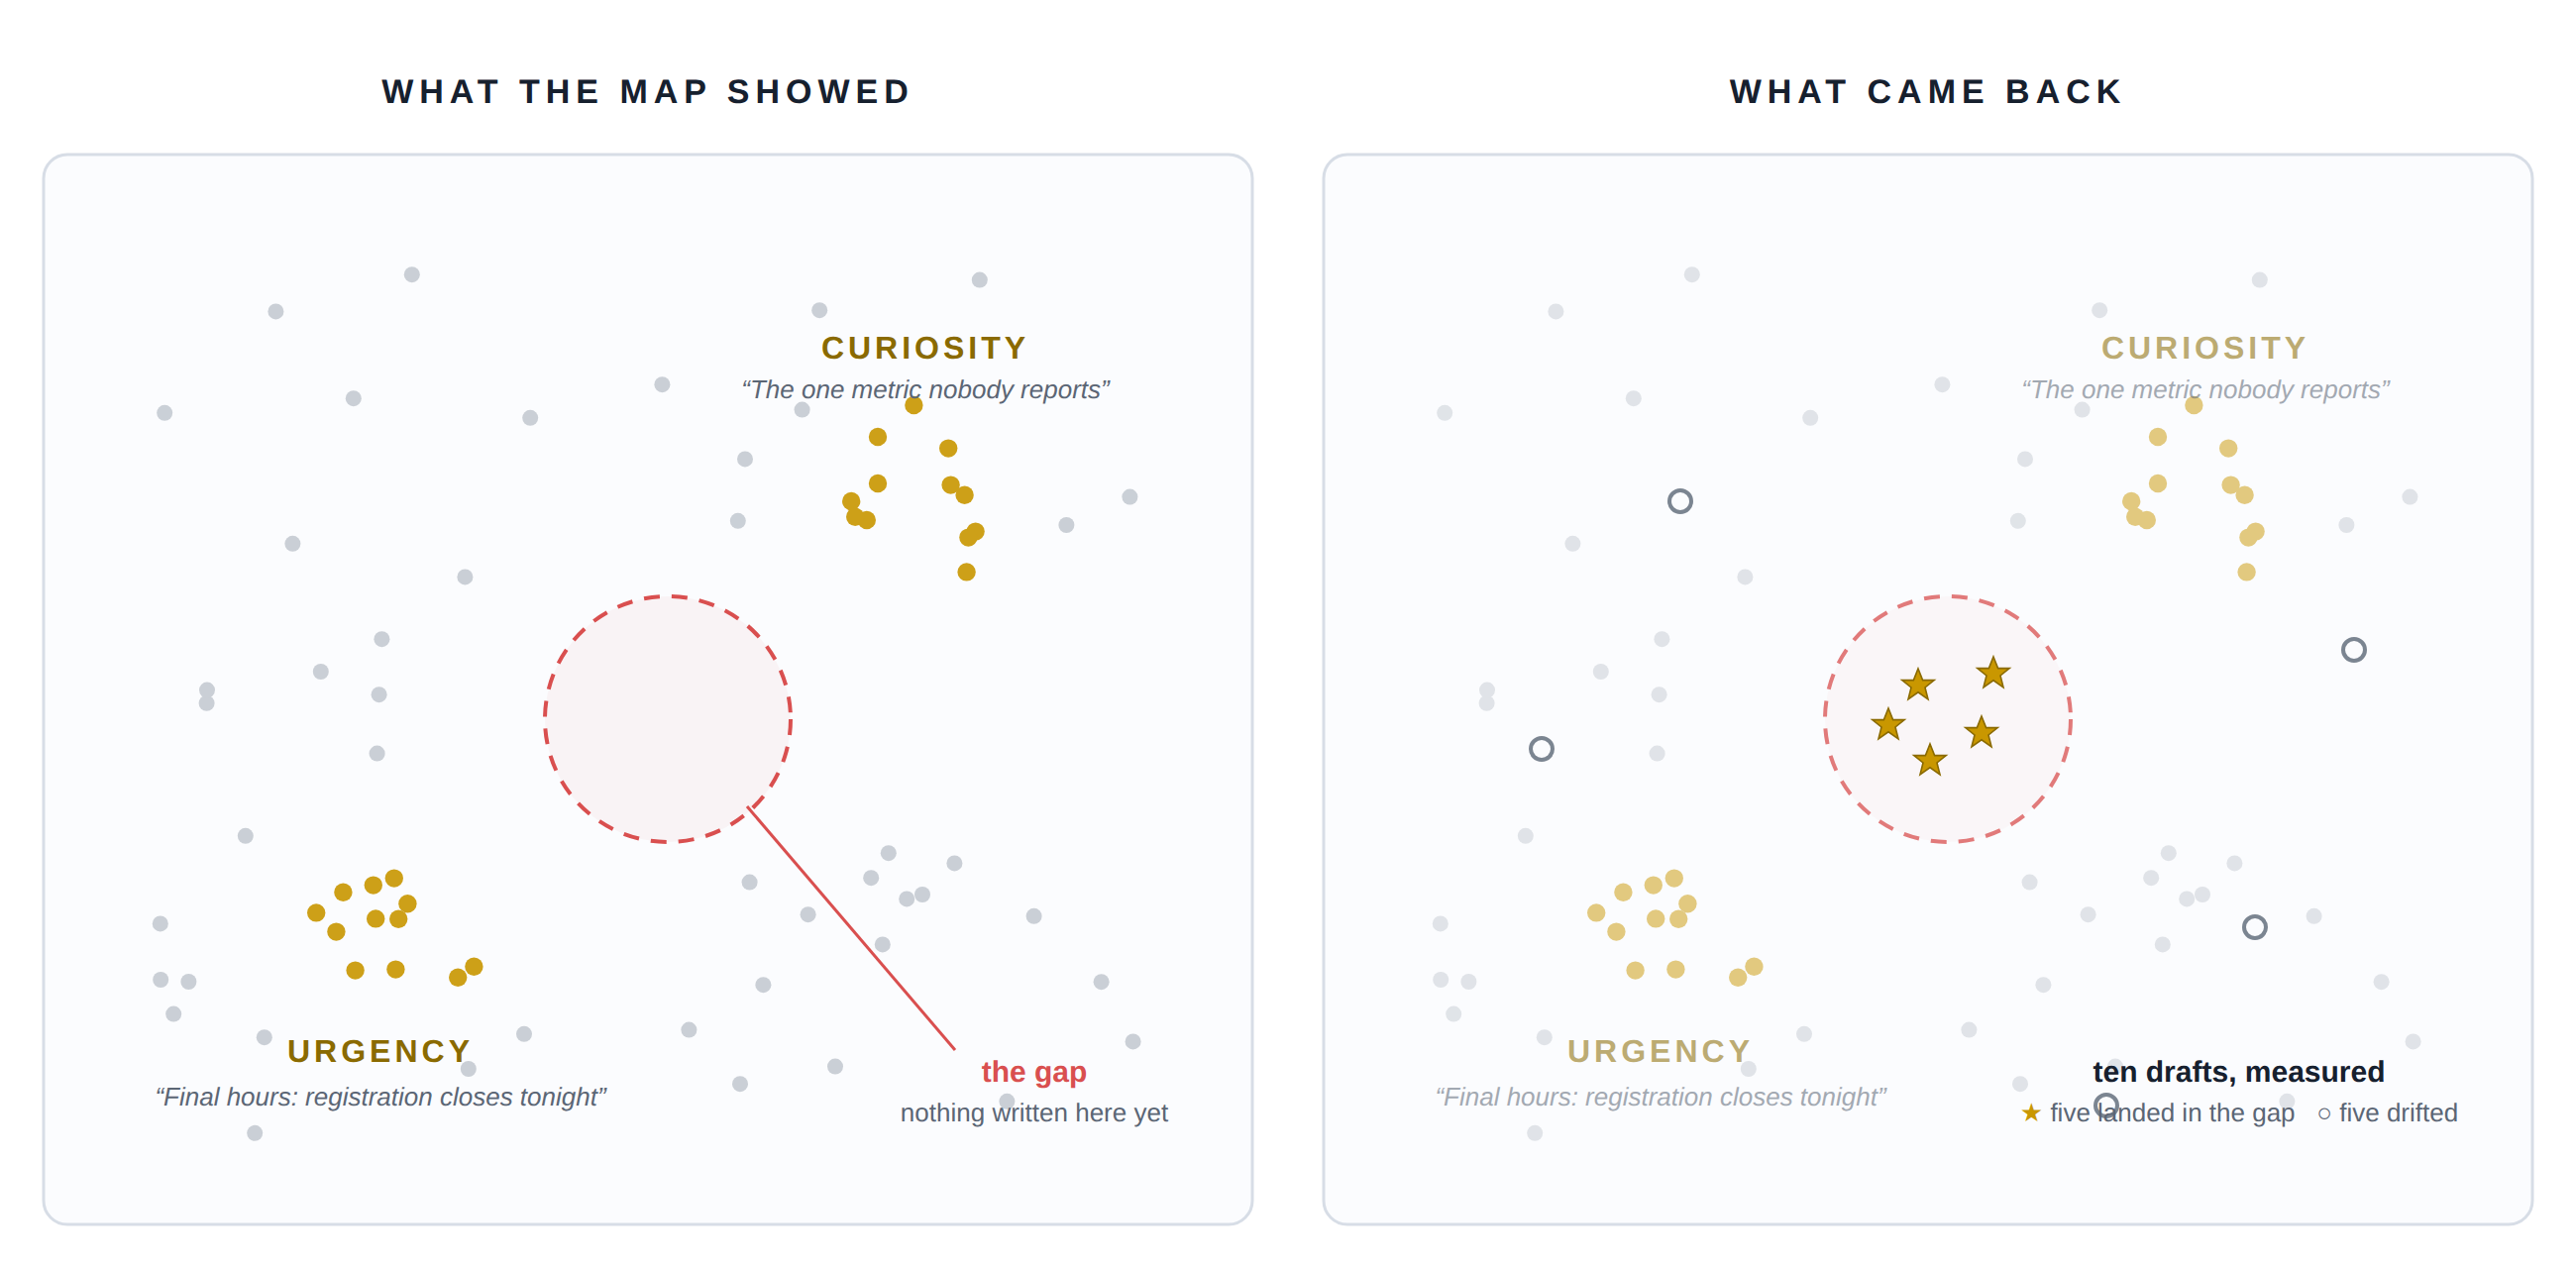 WHAT THE MAP SHOWED
CURIOSITY
“The one metric nobody reports”
URGENCY
“Final hours: registration closes tonight”
the gap
nothing written here yet
WHAT CAME BACK
CURIOSITY
“The one metric nobody reports”
URGENCY
“Final hours: registration closes tonight”
ten drafts, measured
★ five landed in the gap ○ five drifted